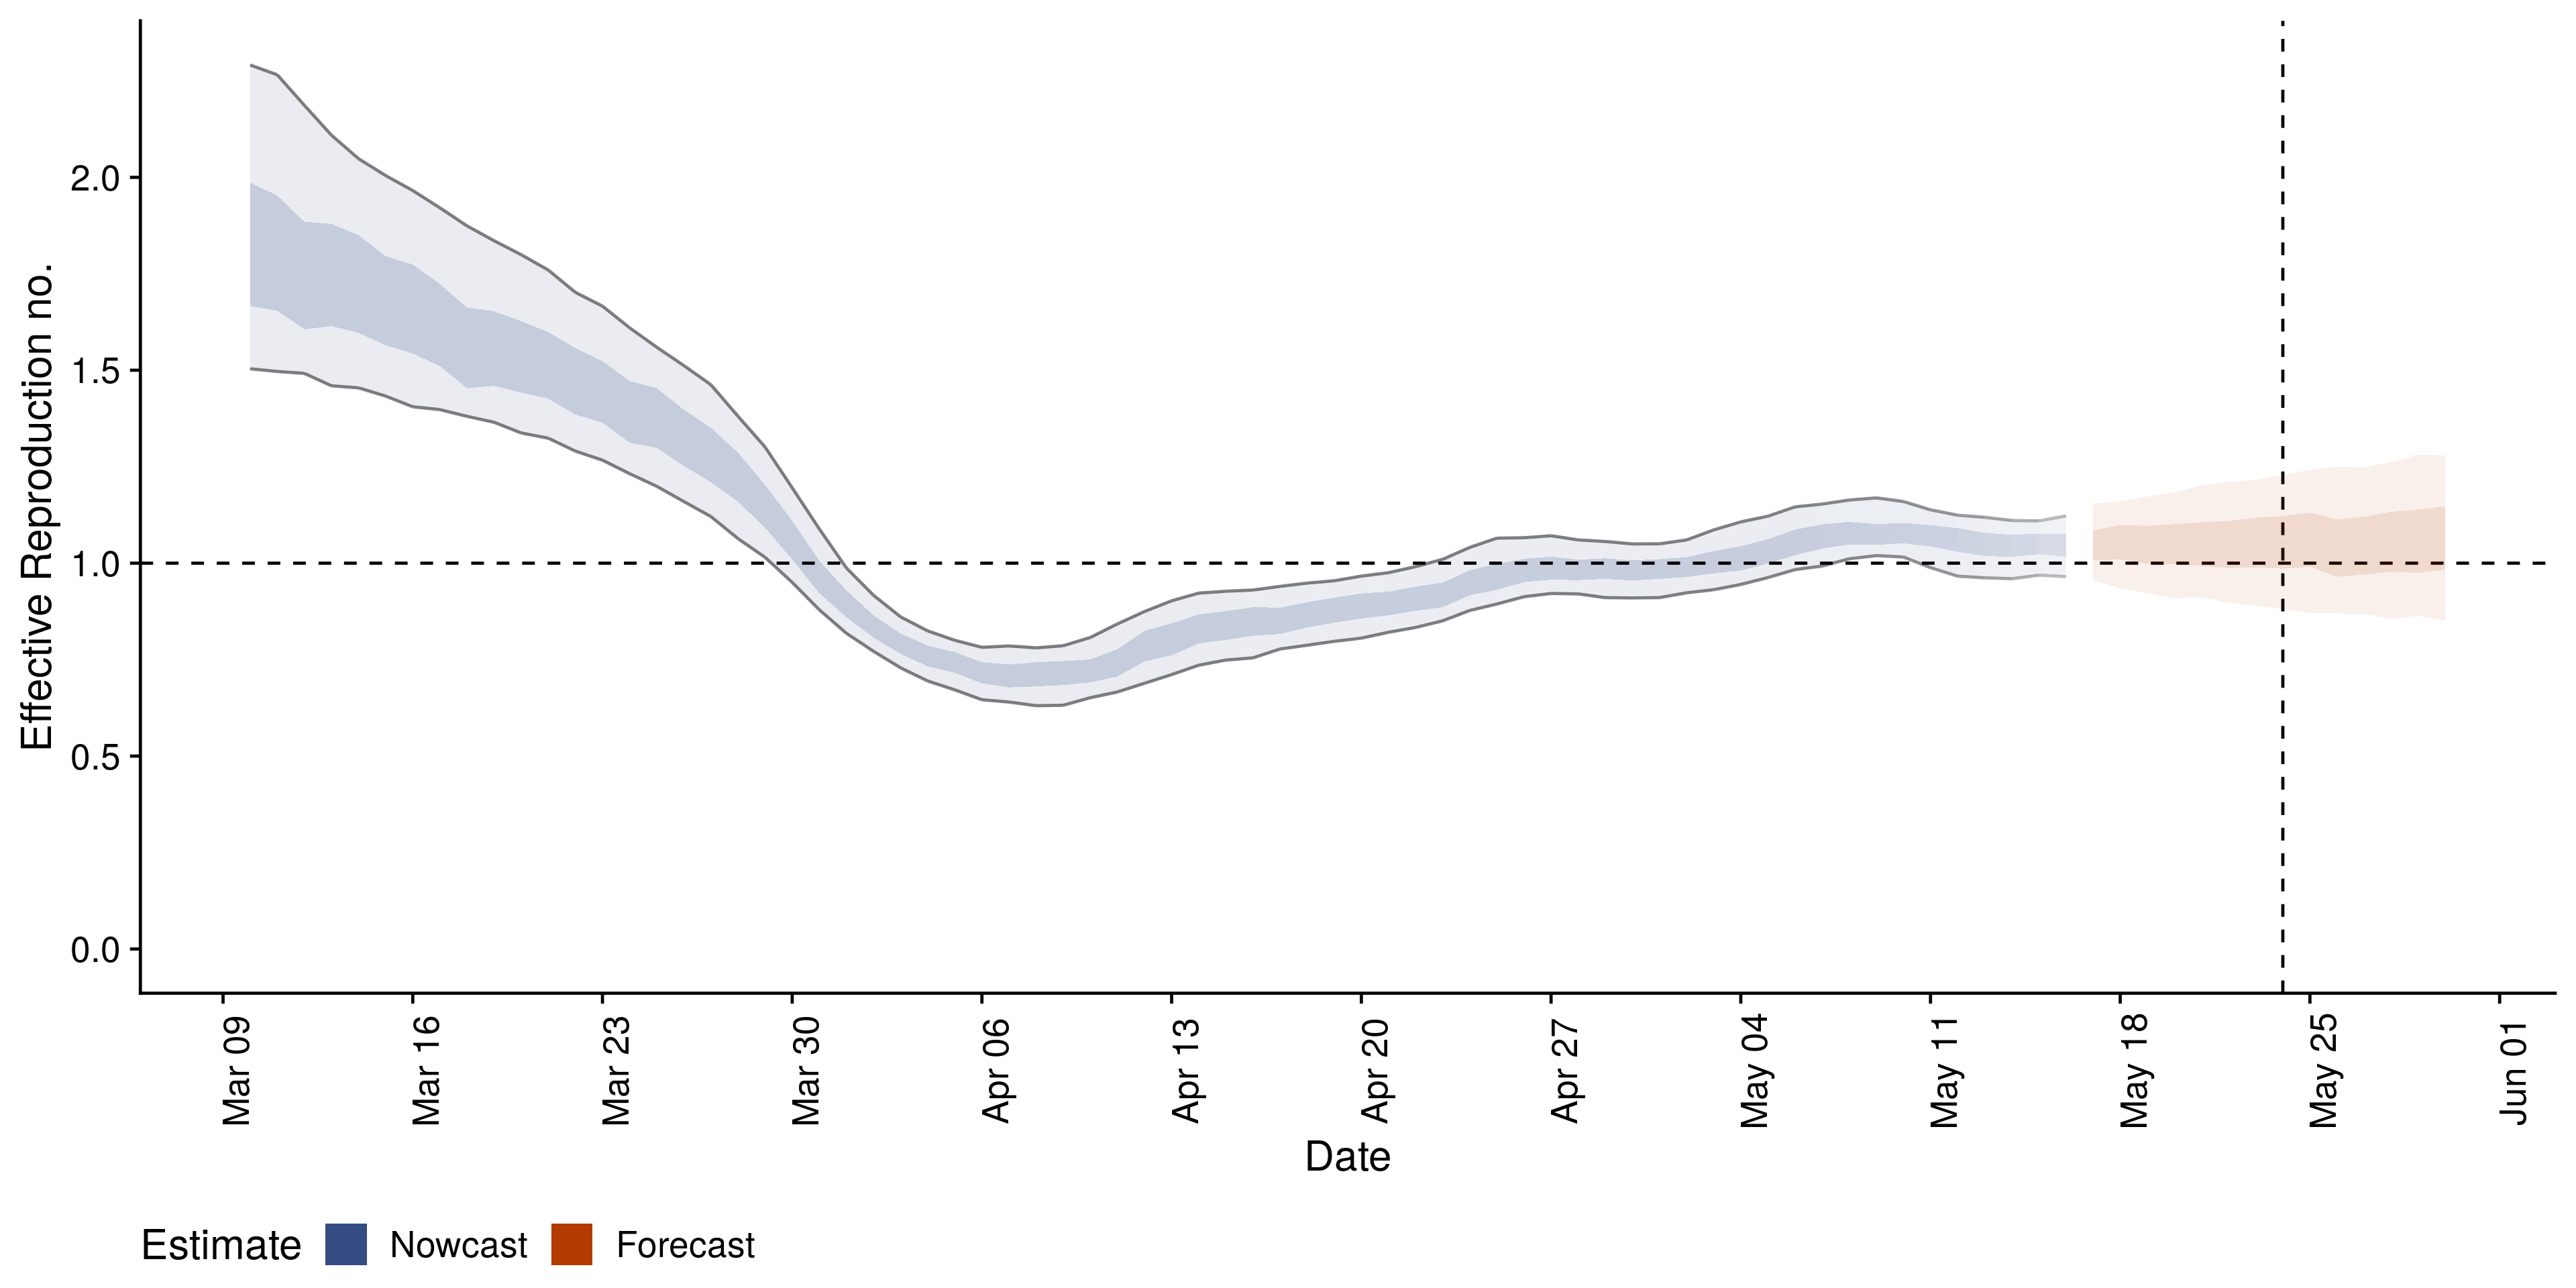 Effective Reproduction no.
2.0
1.5
1.0
0.5
0.0
Mar 09
Mar 16
Mar 23
Mar 30
Apr 06
Apr 13
Apr 20
Apr 27
May 04
May 11
May 18
May 25
Jun 01
Date
Estimate Nowcast Forecast